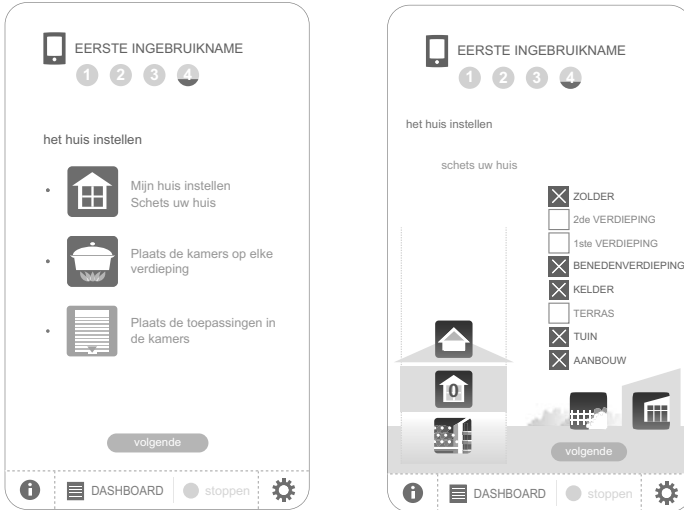 EERSTE INGEBRUIKNAME
1 2 3 4
het huis instellen
Mijn huis instellen
Schets uw huis
Plaats de kamers op elke
verdieping
Plaats de toepassingen in
de kamers
volgende
DASHBOARD
stoppen
EERSTE INGEBRUIKNAME
1 2 3 4
het huis instellen
schets uw huis
ZOLDER
2de VERDIEPING
1ste VERDIEPING
BENEDENVERDIEPING
KELDER
TERRAS
TUIN
AANBOUW
0
volgende
DASHBOARD
stoppen